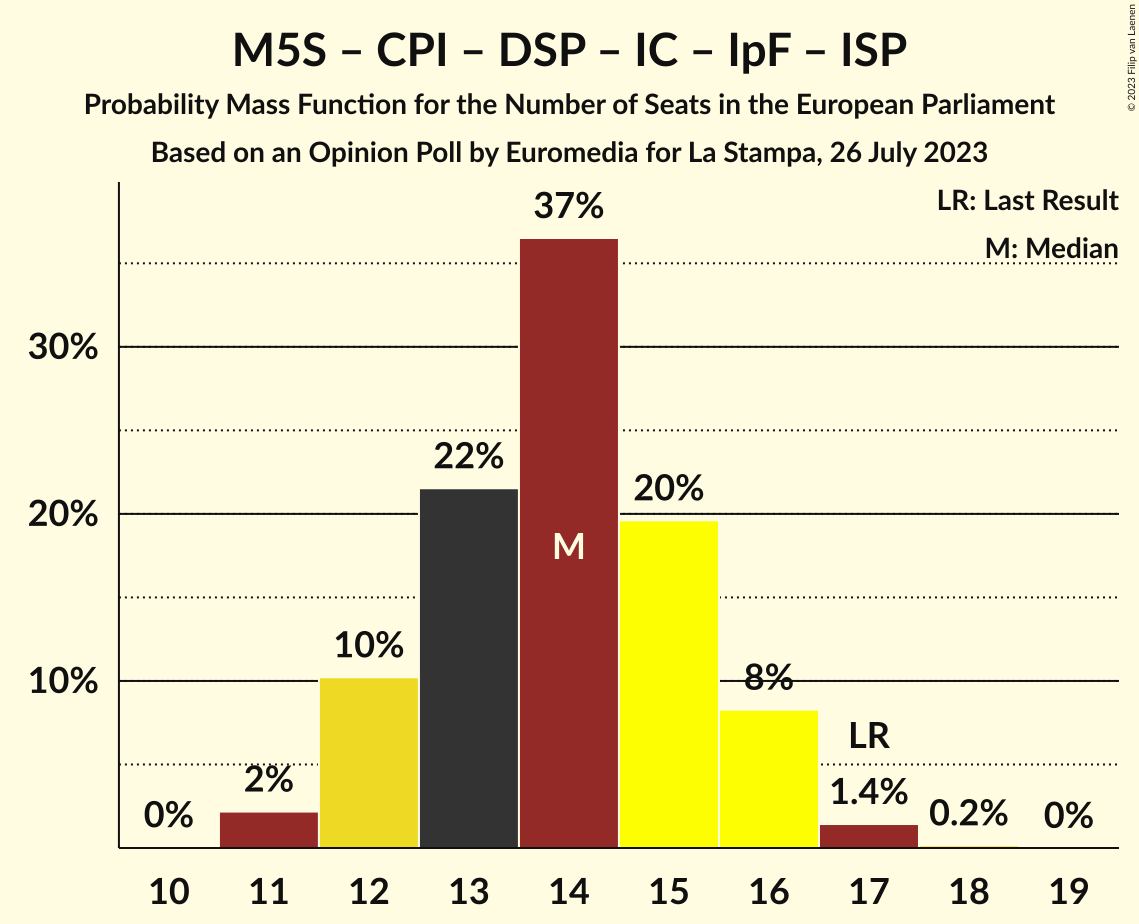 M5S – CPI – DSP – IC – IpF – ISP
Probability Mass Function for the Number of Seats in the European Parliament
Based on an Opinion Poll by Euromedia for La Stampa, 26 July 2023
© 2023 Filip van Laenen
LR: Last Result
M: Median
37%
30%
22%
20%
20%
M
10%
10%
8%
LR
2%
1.4%
0%
0.2%
0%
10 11 12 13 14 15 16 17 18 19